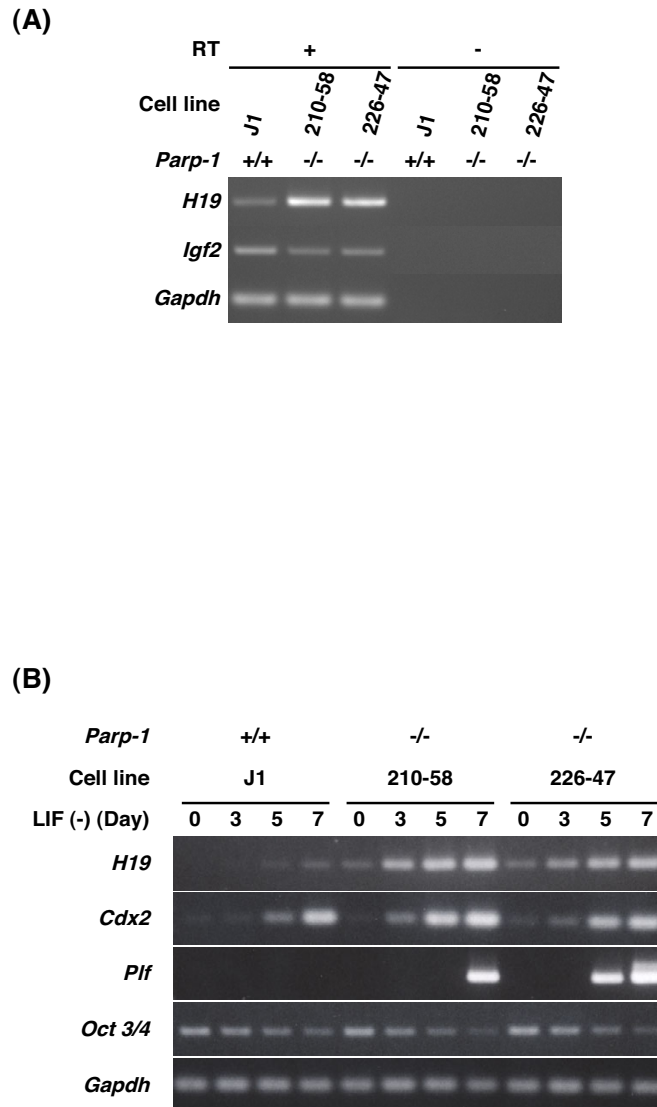 (A)
RT + -
Cell line J1 210-58 226-47 J1 210-58 226-47
Parp-1 +/+ -/- -/- +/+ -/- -/-
H19
Igf2
Gapdh
(B)
Parp-1 +/+ -/- -/-
Cell line J1 210-58 226-47
LIF (-) (Day) 0 3 5 7 0 3 5 7 0 3 5 7
H19
Cdx2
Plf
Oct 3/4
Gapdh